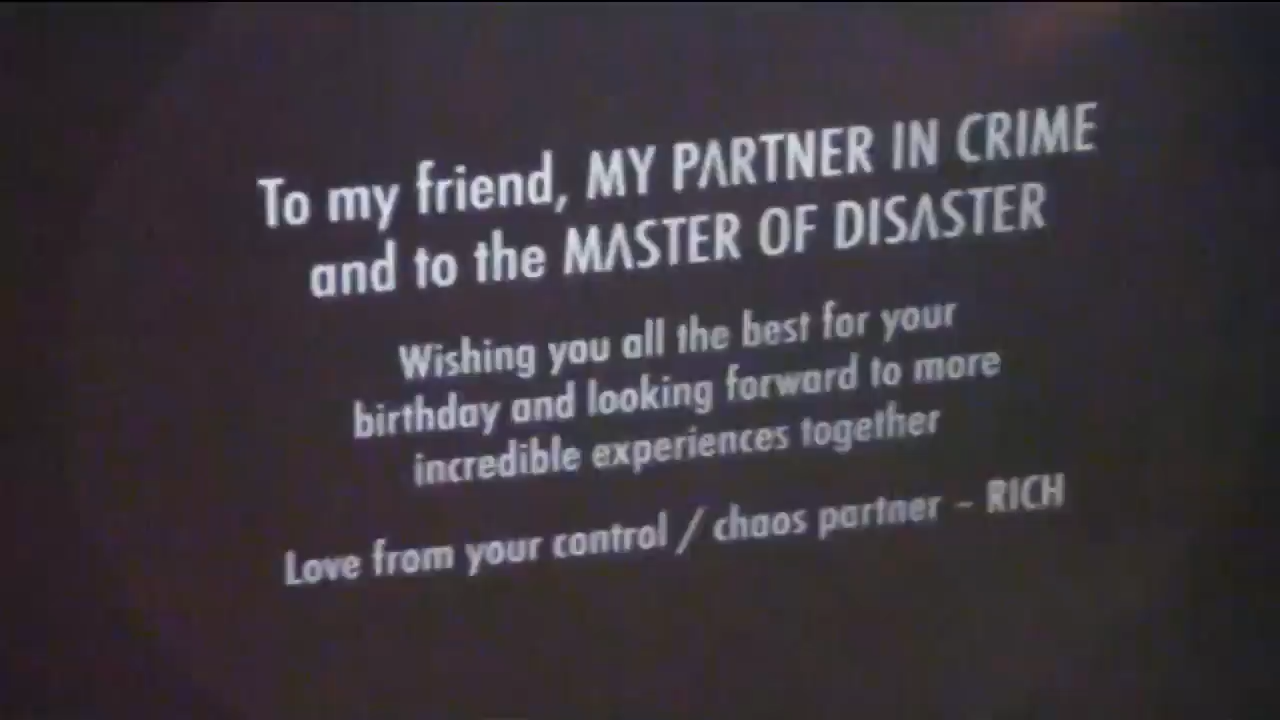 To my friend, MY PARTNER IN CRIME
and to the MASTER OF DISASTER
Wishing you all the best for your
birthday and looking forward to more
incredible experiences together
Love from your control / chaos partner - RICH